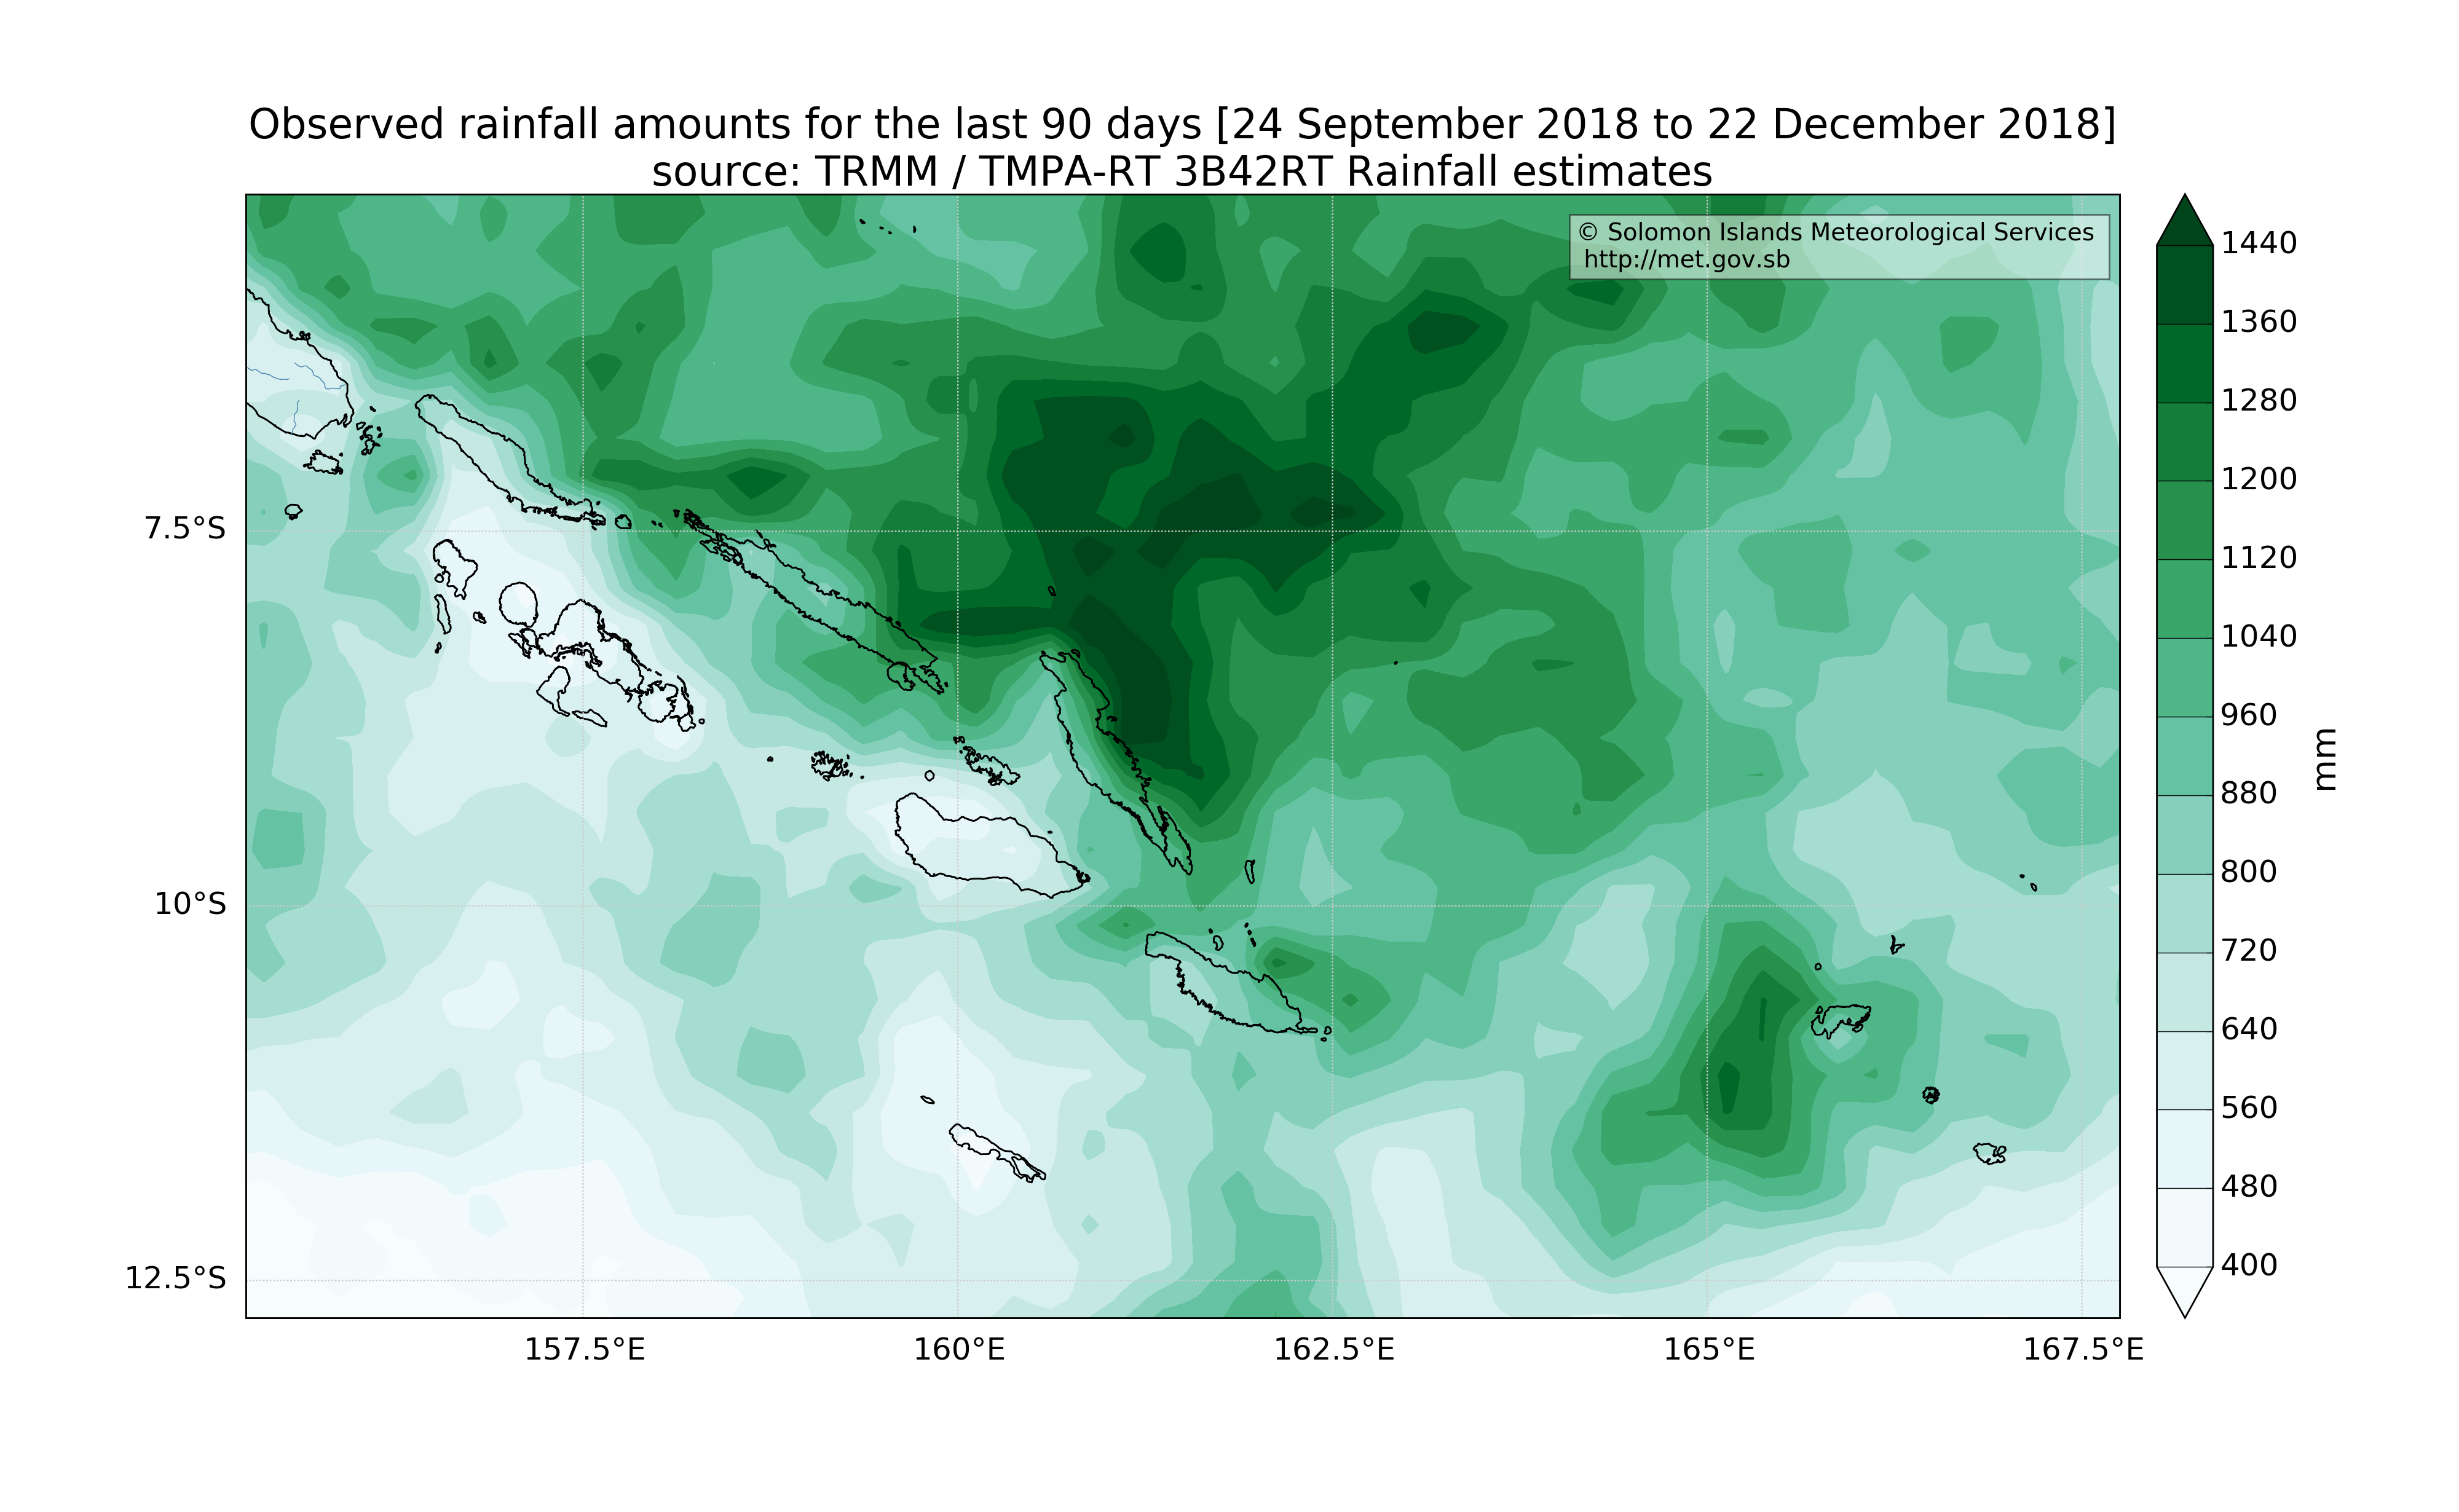 Observed rainfall amounts for the last 90 days [24 September 2018 to 22 December 2018]
source: TRMM / TMPA-RT 3B42RT Rainfall estimates
© Solomon Islands Meteorological Services
http://met.gov.sb
7.5°S
10°S
12.5°S
157.5°E
160°E
162.5°E
165°E
167.5°E
1440
1360
1280
1200
1120
1040
960
880
800
720
640
560
480
400
mm